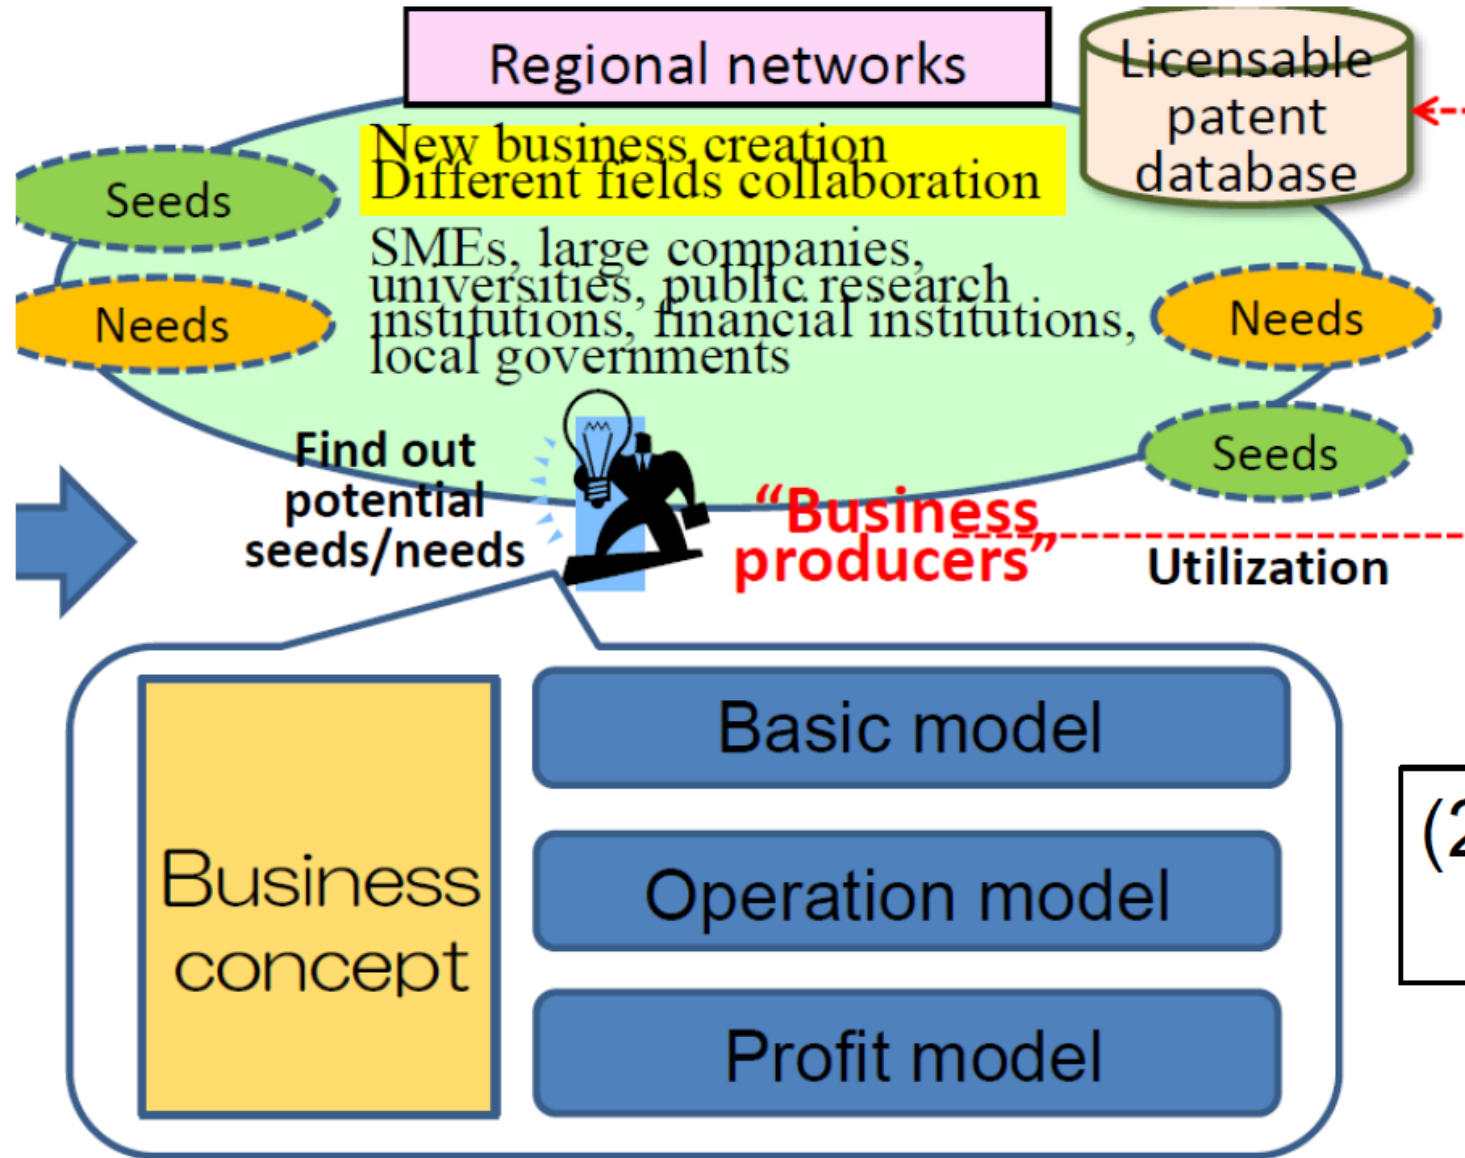 Regional networks
Licensable
patent
database
New business creation
Different fields collaboration
Seeds
Needs
SMEs, large companies,
universities, public research
institutions, financial institutions,
local governments
Needs
Seeds
Find out
potential
seeds/needs
“Business
producers”
Utilization
Business
concept
Basic model
Operation model
Profit model
(2